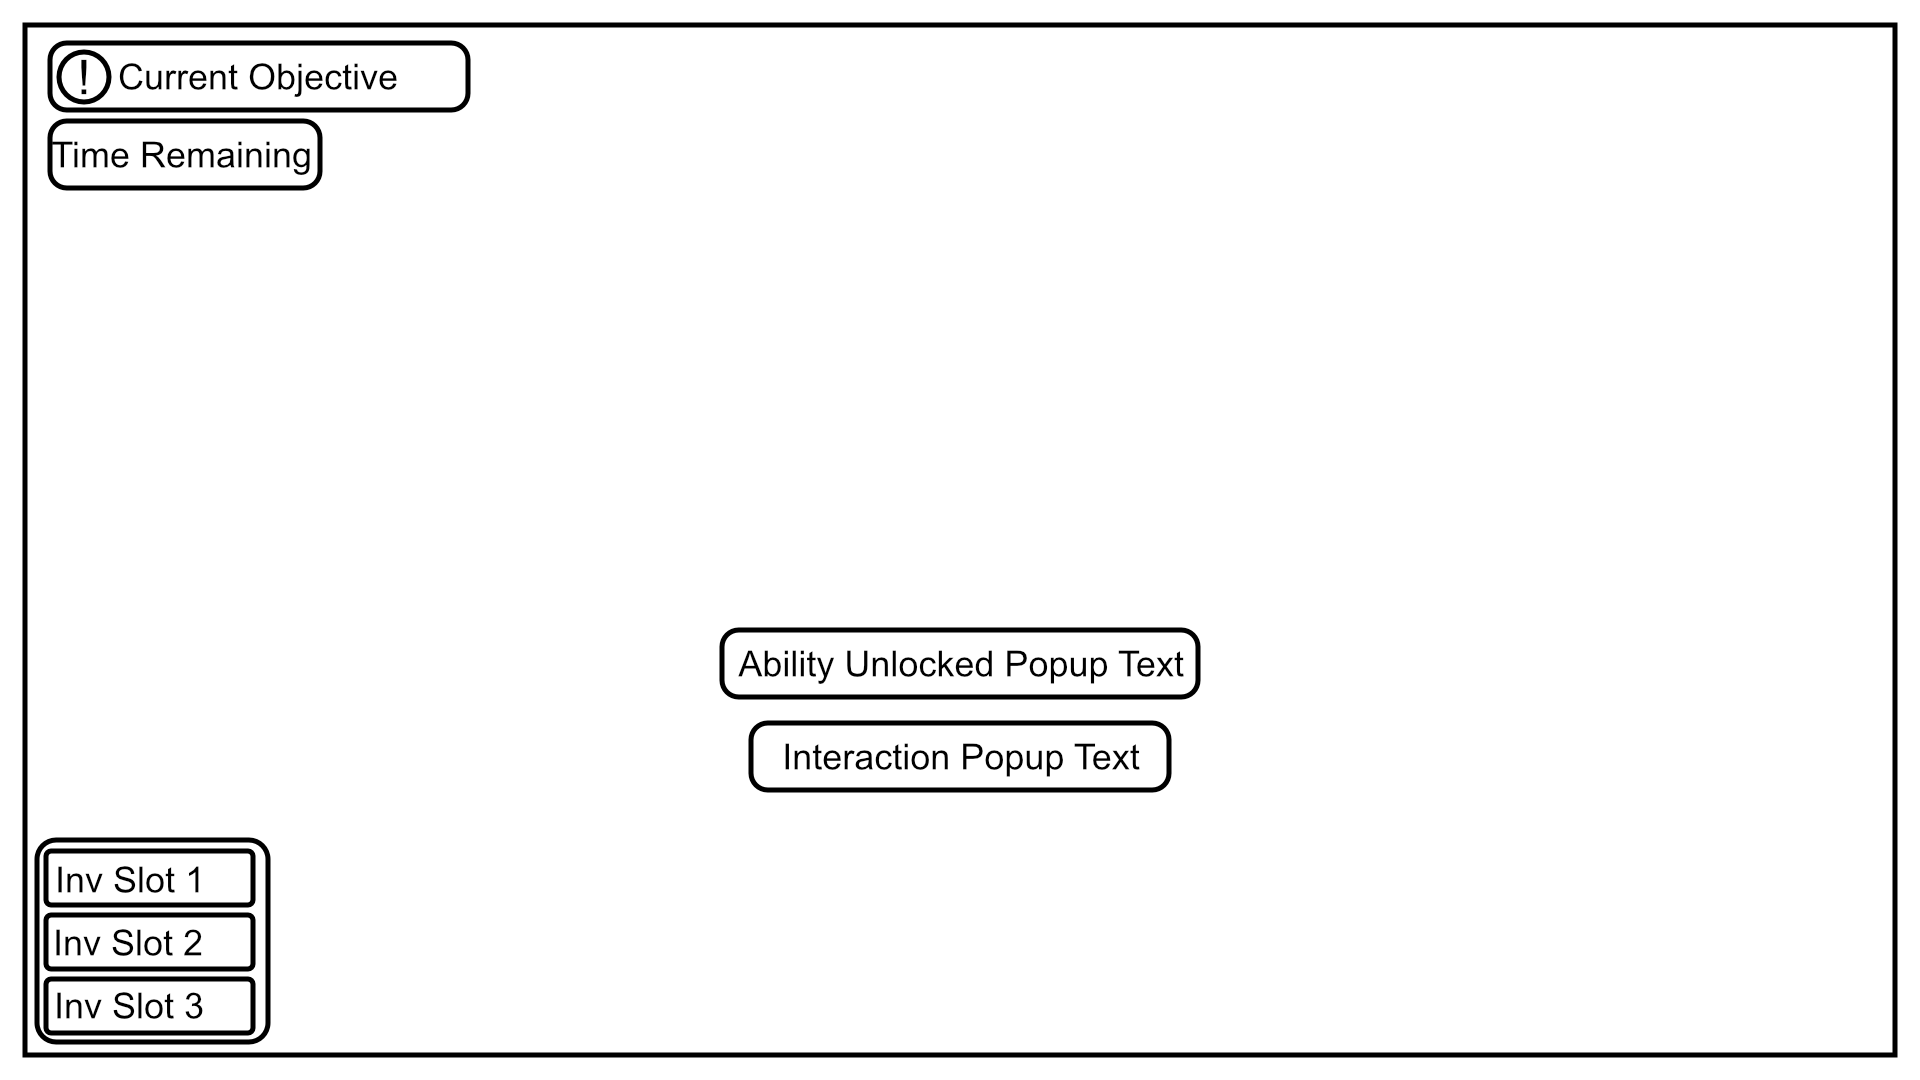 ! Current Objective
Time Remaining
Ability Unlocked Popup Text
Interaction Popup Text
Inv Slot 1
Inv Slot 2
Inv Slot 3